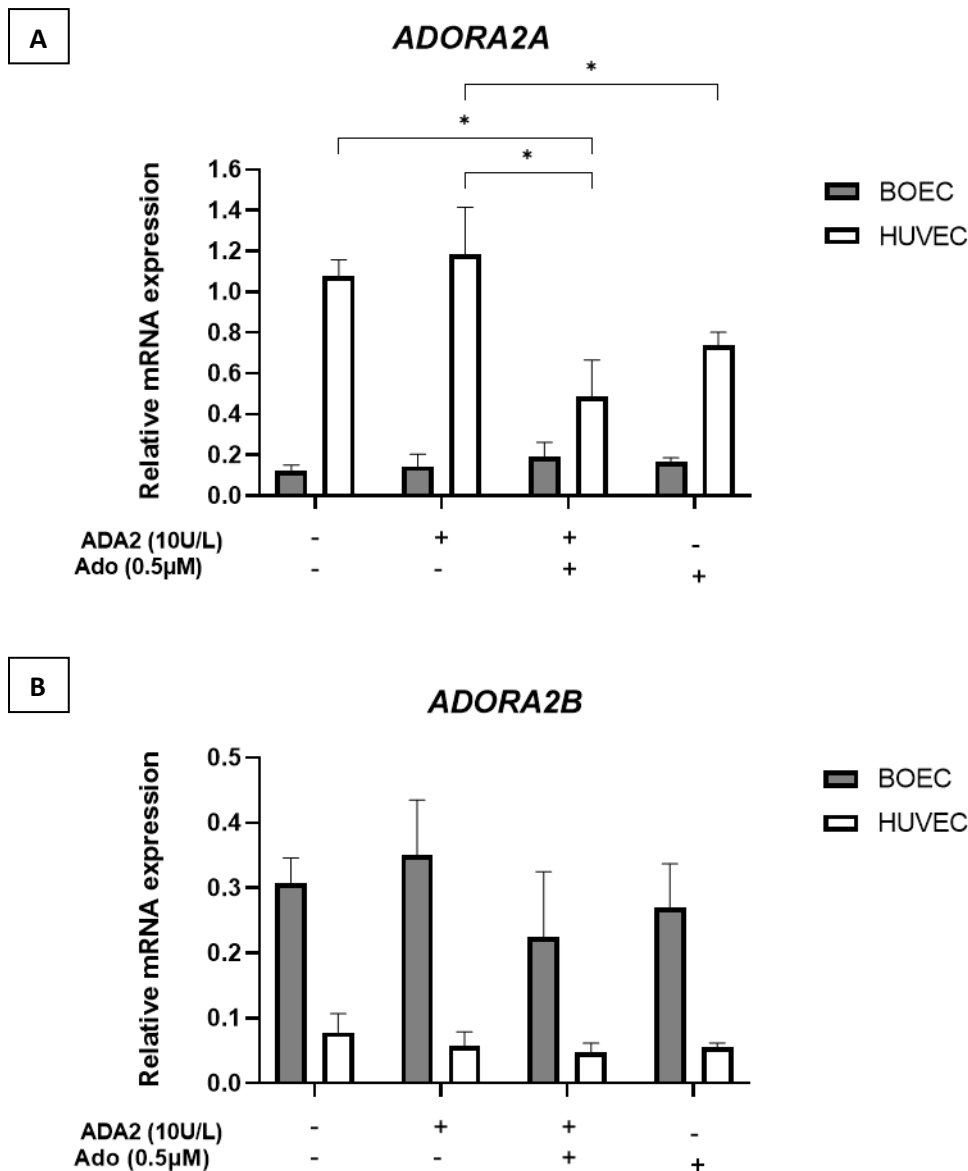 A
ADORA2A
*
*
*
Relative mRNA expression
1.6
1.4
1.2
1.0
0.8
0.6
0.4
0.2
0.0
BOEC
HUVEC
ADA2 (10U/L) - + + -
Ado (0.5µM) - - + +
B
ADORA2B
Relative mRNA expression
0.5
0.4
0.3
0.2
0.1
0.0
BOEC
HUVEC
ADA2 (10U/L) - + + -
Ado (0.5µM) - - + +